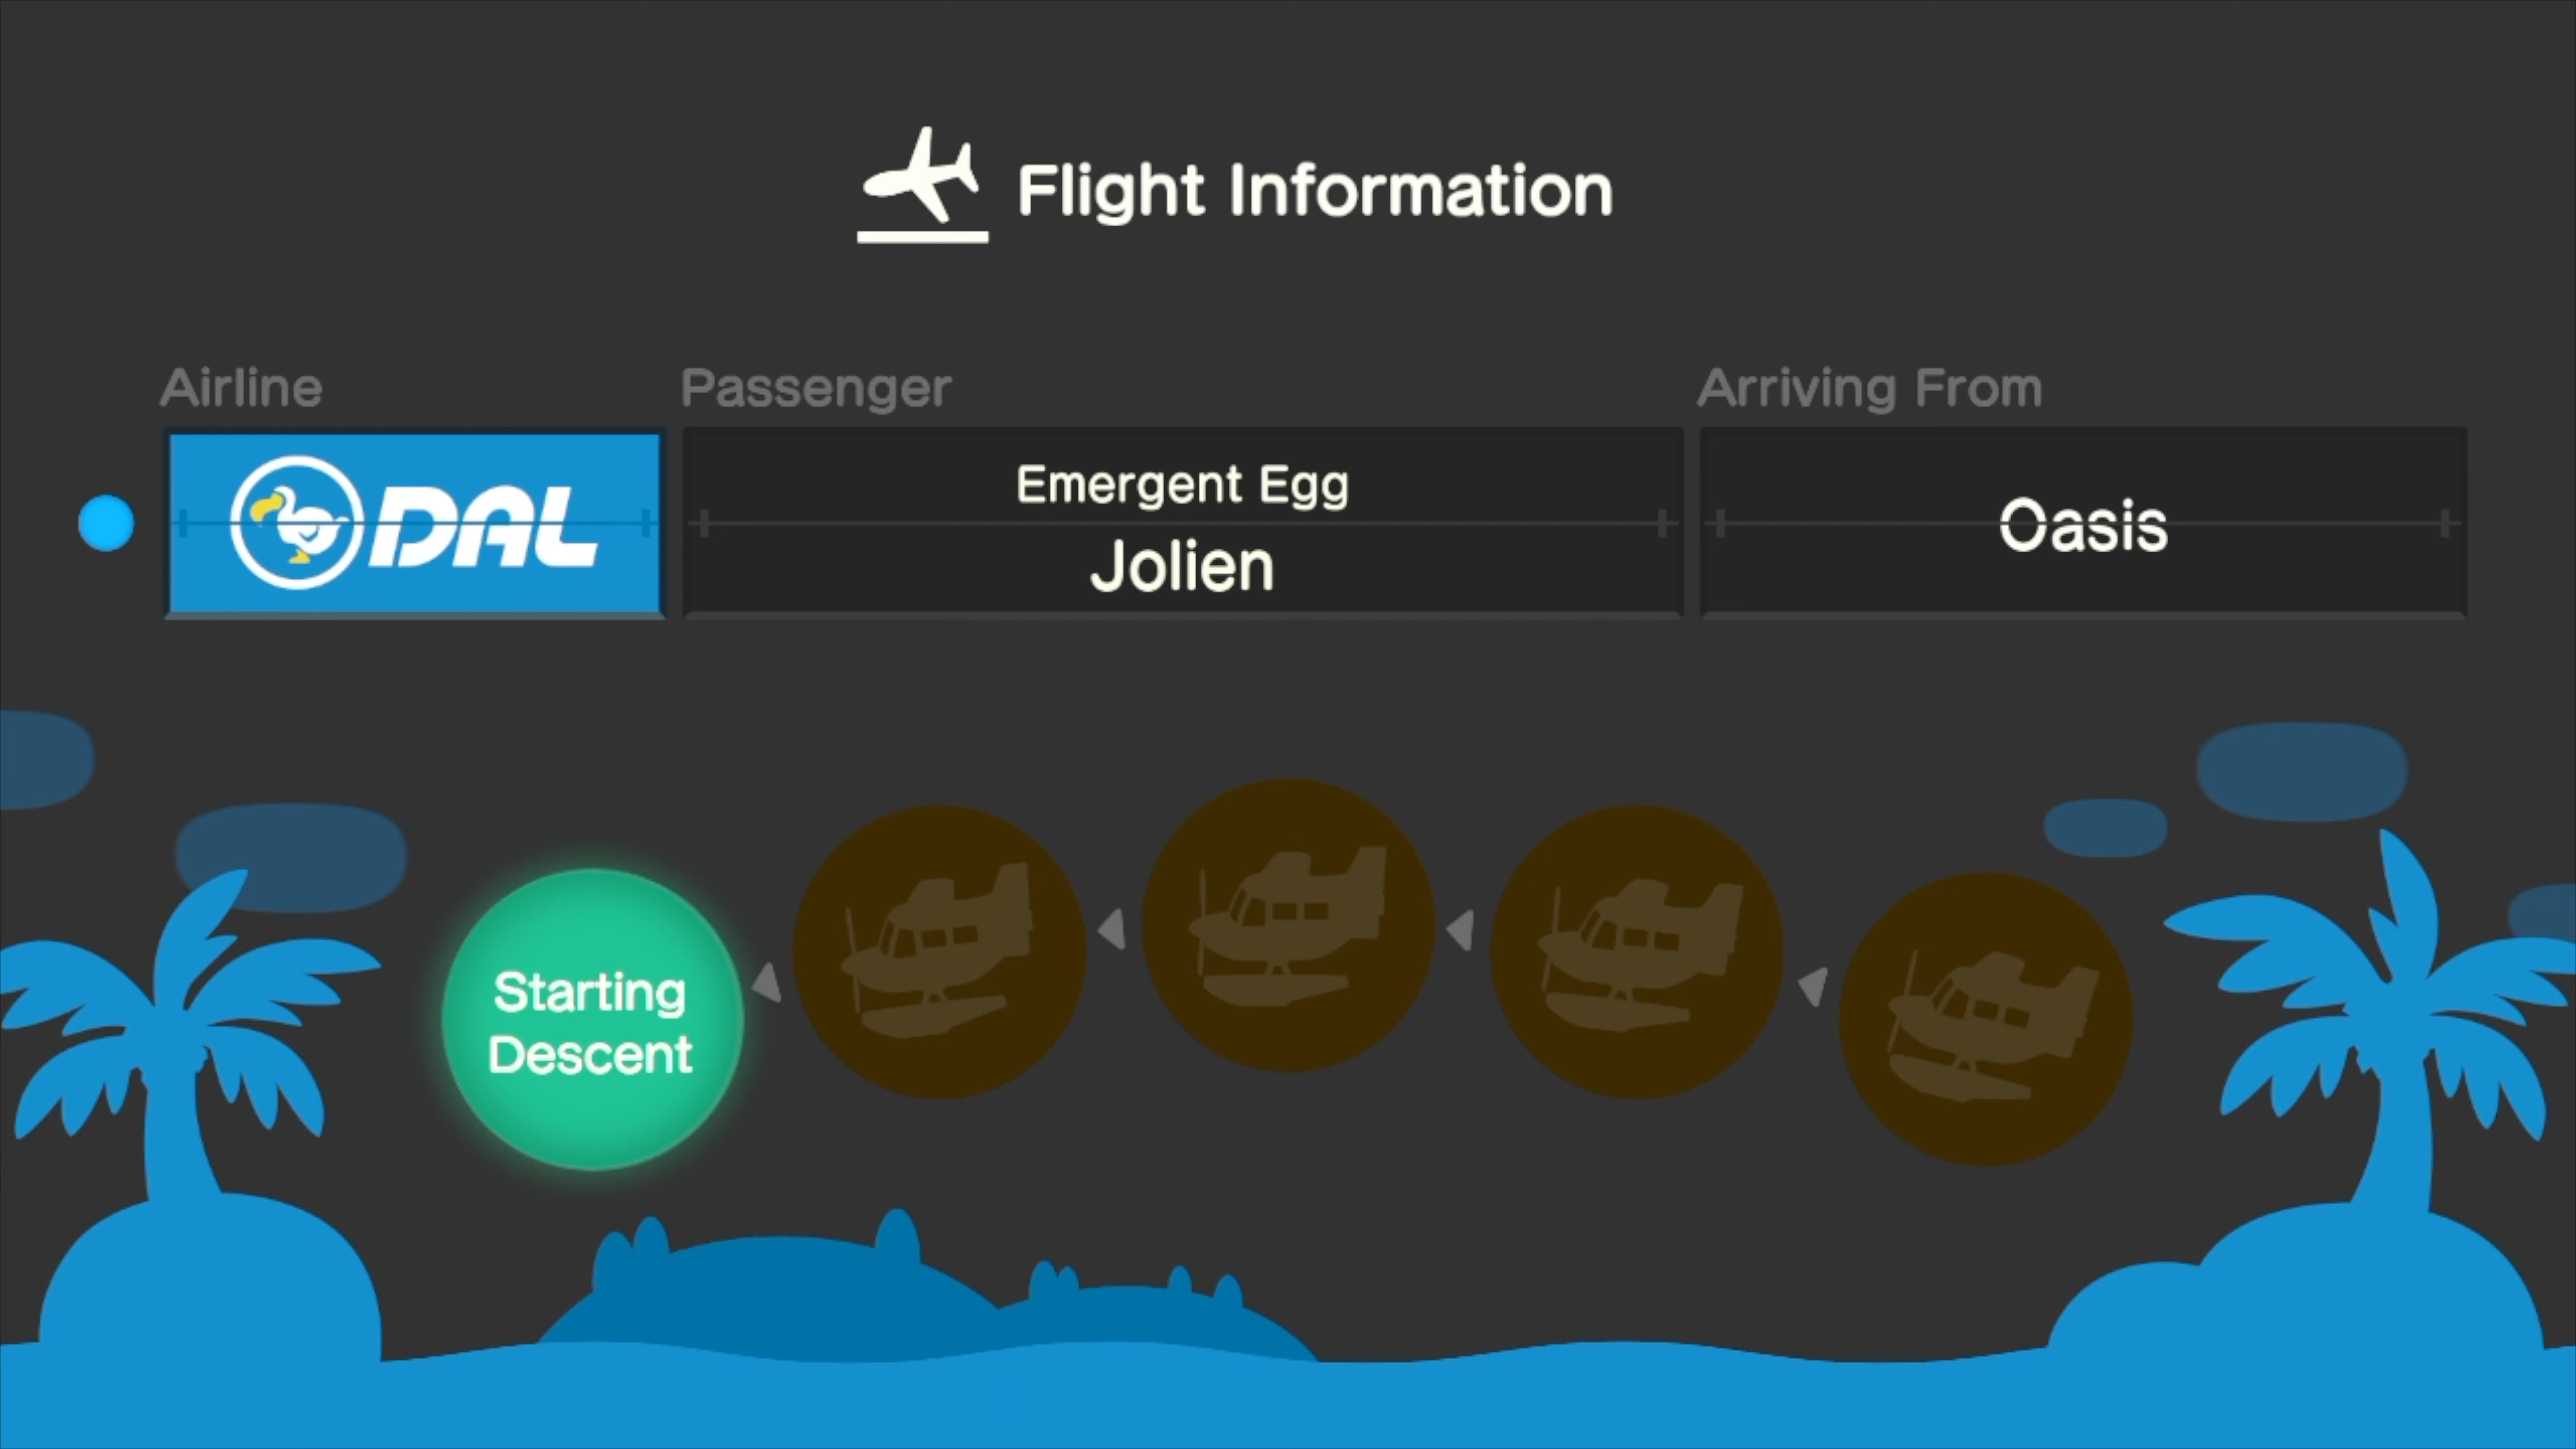 Flight Information
Airline
Passenger
Arriving From
DAL
Emergent Egg
Jolien
Oasis
Starting
Descent